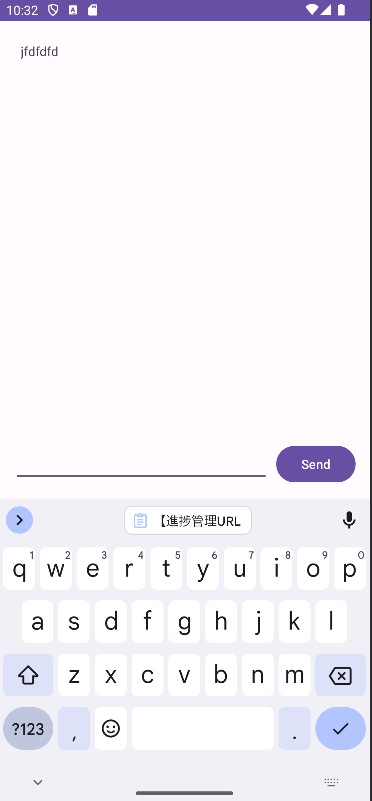 10:32
A
jfdfdfd
Send
【進捗管理URL
1 2 3 4 5 6 7 8 9 0
q w e r t y u i o p
a s d f g h j k l
z x c v b n m
?123 , .